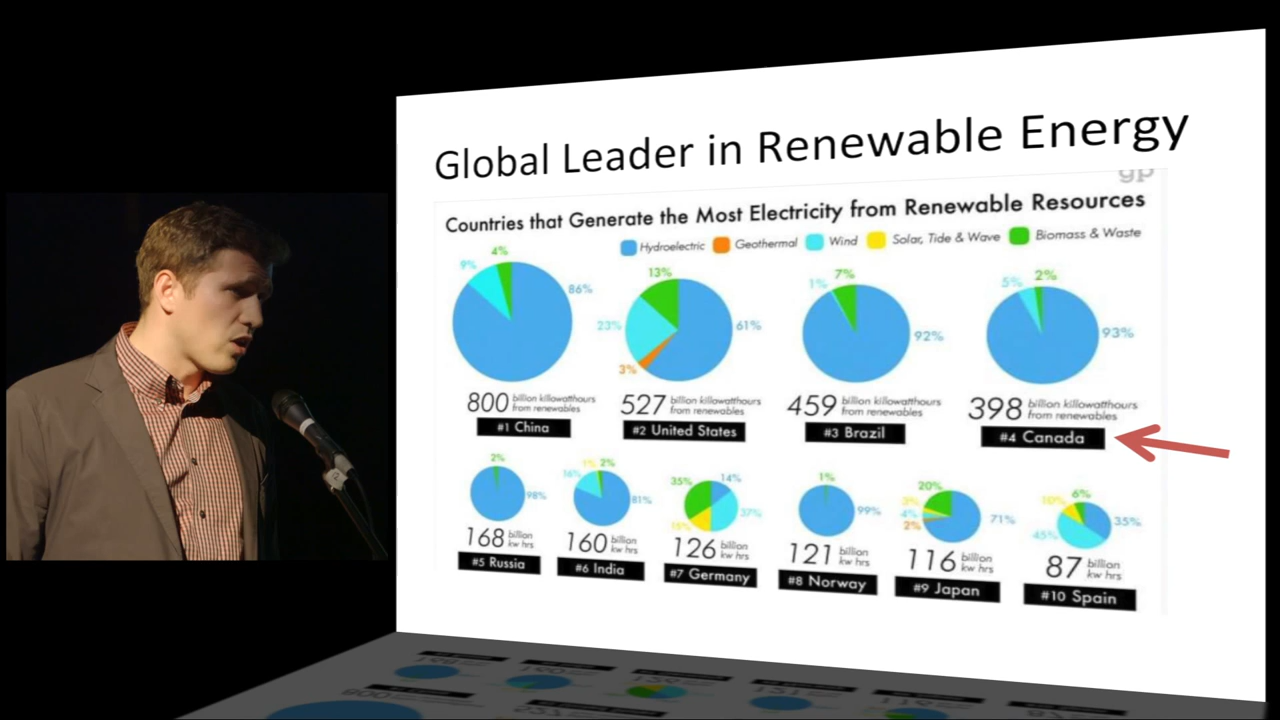 Global Leader in Renewable Energy
gp
Countries that Generate the Most Electricity from Renewable Resources
Hydroelectric Geothermal Wind Solar, Tide & Wave Biomass & Waste
9% 4% 86%
13% 23% 61% 3%
1% 7% 92%
5% 2% 93%
800 billion killowatthours
from renewables
#1 China
527 billion killowatthours
from renewables
#2 United States
459 billion killowatthours
from renewables
#3 Brazil
398 billion killowatthours
from renewables
#4 Canada
2% 98%
168 billion
kw hrs
#5 Russia
16% 1% 2% 81%
160 billion
kw hrs
#6 India
35% 14% 37% 15%
126 billion
kw hrs
#7 Germany
1% 99%
121 billion
kw hrs
#8 Norway
20% 3% 4% 2% 71%
116 billion
kw hrs
#9 Japan
10% 6% 35% 45%
87 billion
kw hrs
#10 Spain